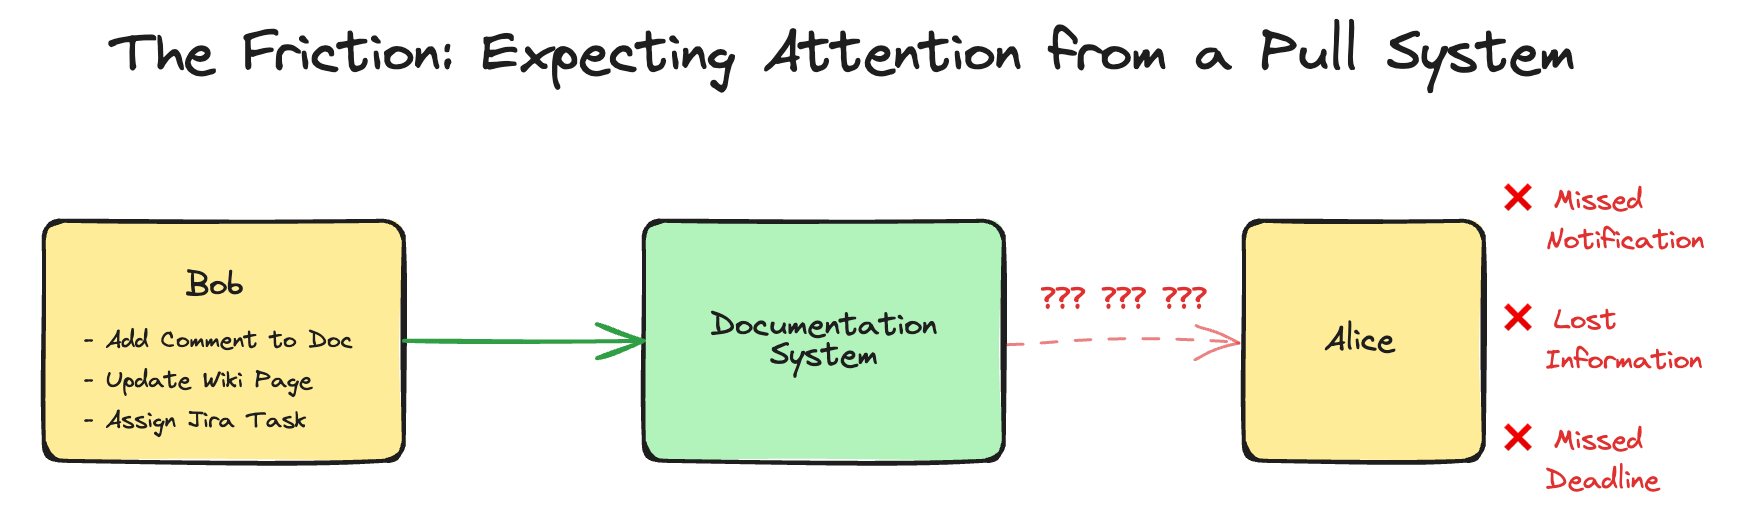 The Friction: Expecting Attention from a Pull System
Bob
- Add Comment to Doc
- Update Wiki Page
- Assign Jira Task
Documentation
System
??? ??? ???
Alice
❌ Missed
Notification
❌ Lost
Information
❌ Missed
Deadline